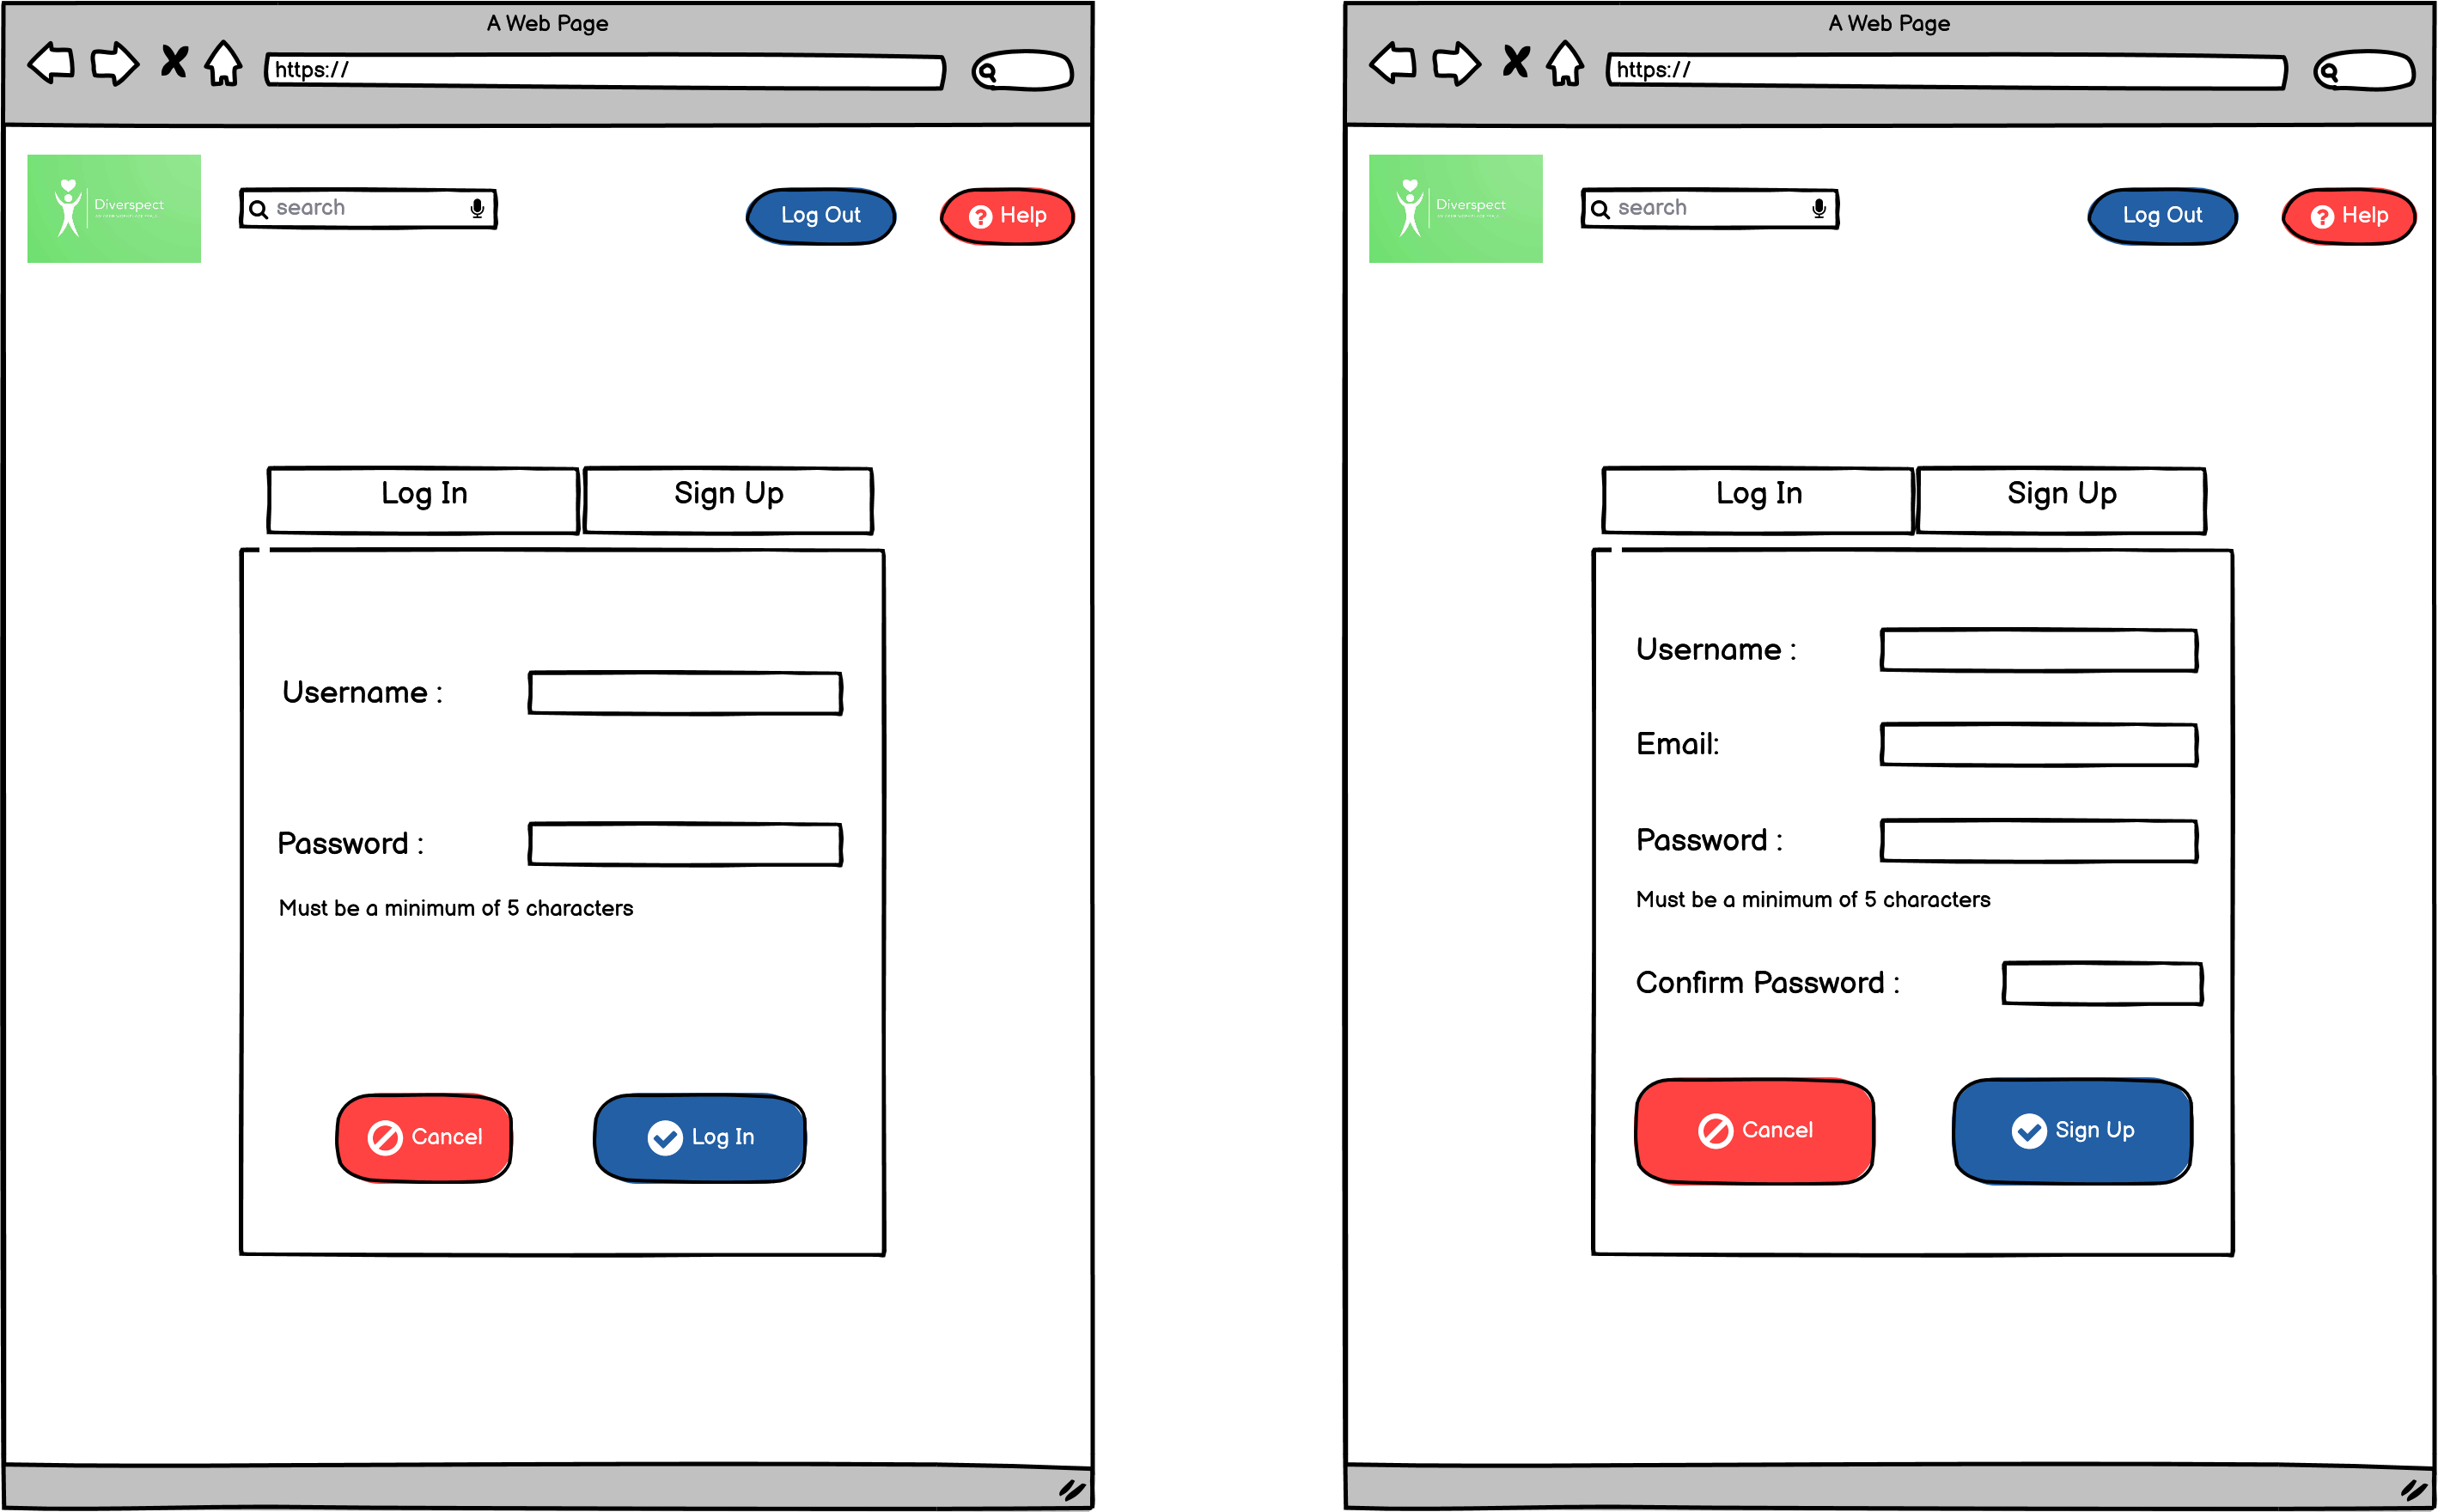 A Web Page
https://
Diverspect
search
Log Out
Help
Log In
Sign Up
Username :
Password :
Must be a minimum of 5 characters
Cancel
Log In
A Web Page
https://
Diverspect
search
Log Out
Help
Log In
Sign Up
Username :
Email:
Password :
Must be a minimum of 5 characters
Confirm Password :
Cancel
Sign Up